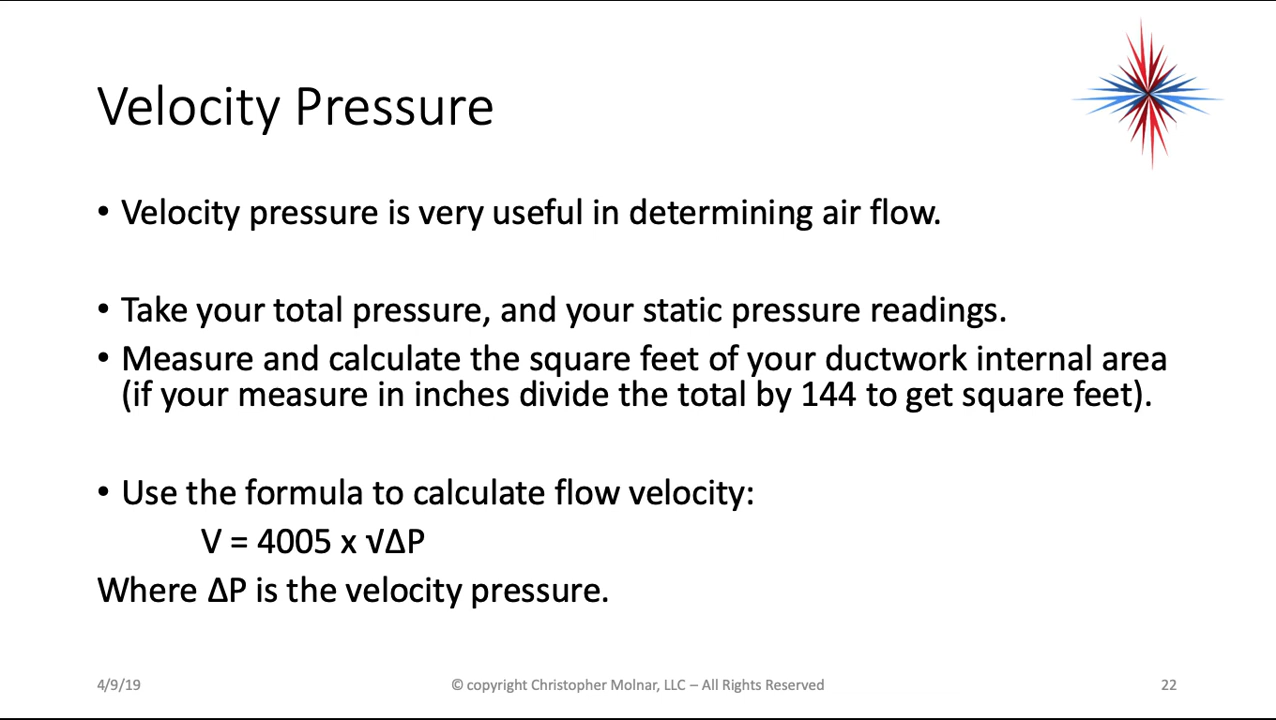 Velocity Pressure
• Velocity pressure is very useful in determining air flow.
• Take your total pressure, and your static pressure readings.
• Measure and calculate the square feet of your ductwork internal area
(if your measure in inches divide the total by 144 to get square feet).
• Use the formula to calculate flow velocity:
V = 4005 x √ΔP
Where ΔP is the velocity pressure.
4/9/19
© copyright Christopher Molnar, LLC – All Rights Reserved
22